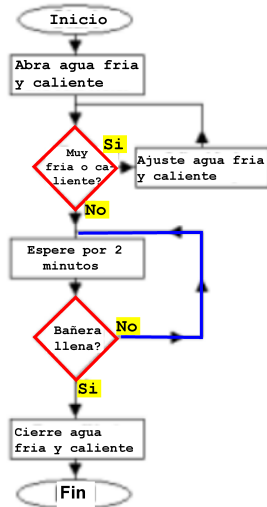 Inicio
Abra agua fria
y caliente
Muy
fria o ca-
liente?
Si
Ajuste agua fria
y caliente
No
Espere por 2
minutos
Bañera
llena?
No
Si
Cierre agua
fria y caliente
Fin